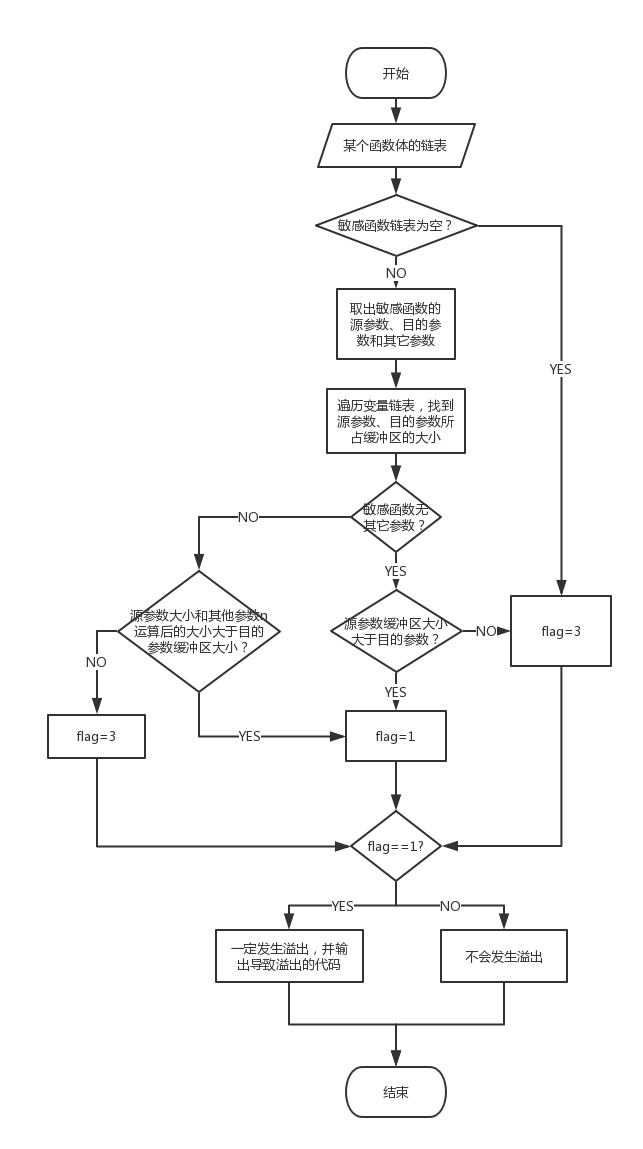 开始
某个函数体的链表
敏感函数链表为空？
NO
取出敏感函数的
源参数、目的参
数和其它参数
YES
遍历变量链表，找到
源参数、目的参数所
占缓冲区的大小
敏感函数无
其它参数？
NO
YES
源参数大小和其他参数n
运算后的大小大于目的
参数缓冲区大小？
源参数缓冲区大小
大于目的参数？
NO
flag=3
NO
YES
flag=3
YES
flag=1
flag==1?
YES
NO
一定发生溢出，并输
出导致溢出的代码
不会发生溢出
结束